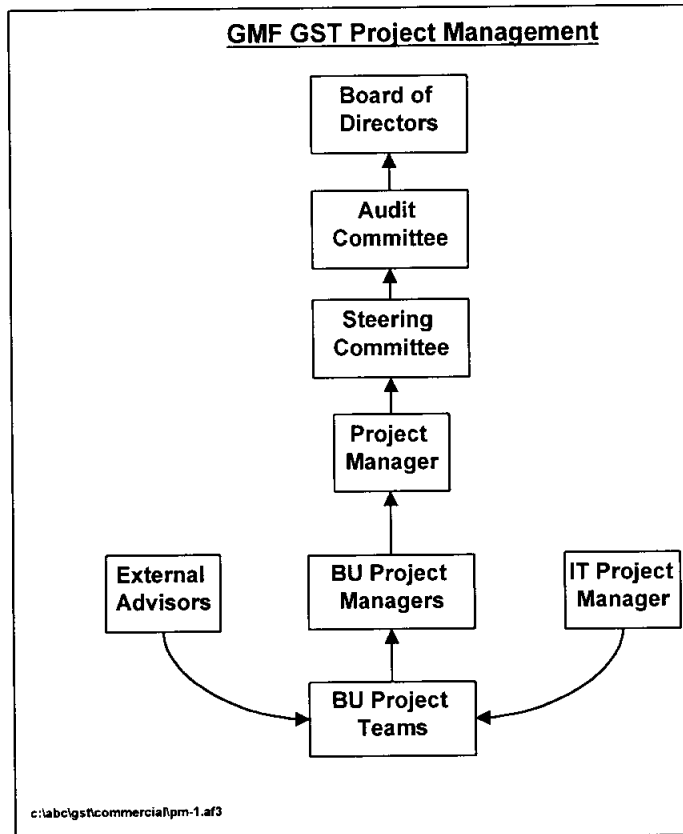 GMF GST Project Management
Board of
Directors
Audit
Committee
Steering
Committee
Project
Manager
External
Advisors
BU Project
Managers
IT Project
Manager
BU Project
Teams
c:\abc\gst\commercial\pm-1.af3